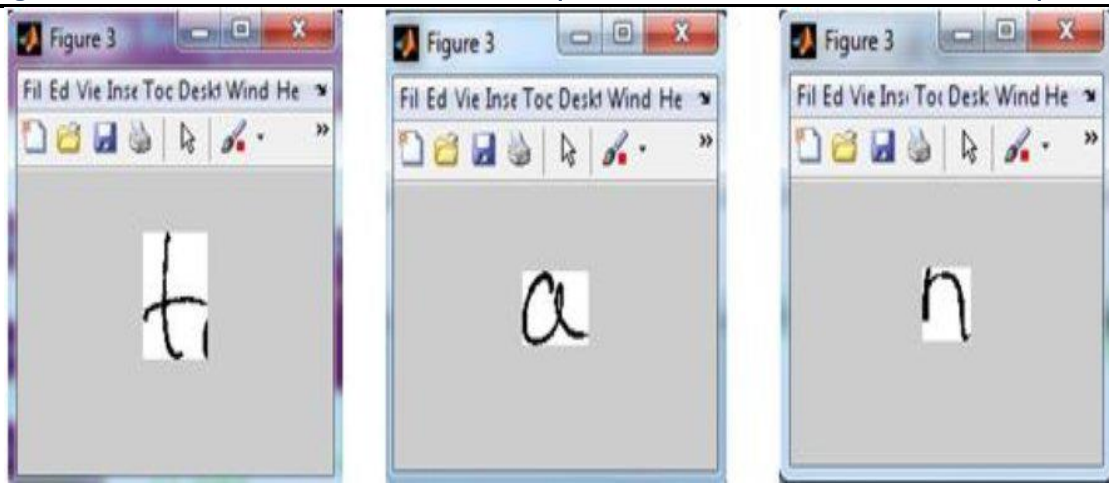 Figure 3 Figure 3 Figure 3
Fil Ed Vie Inse Toc Deskt Wind He Fil Ed Vie Inse Toc Deskt Wind He Fil Ed Vie Ins Toc Desk Wind He
t a n